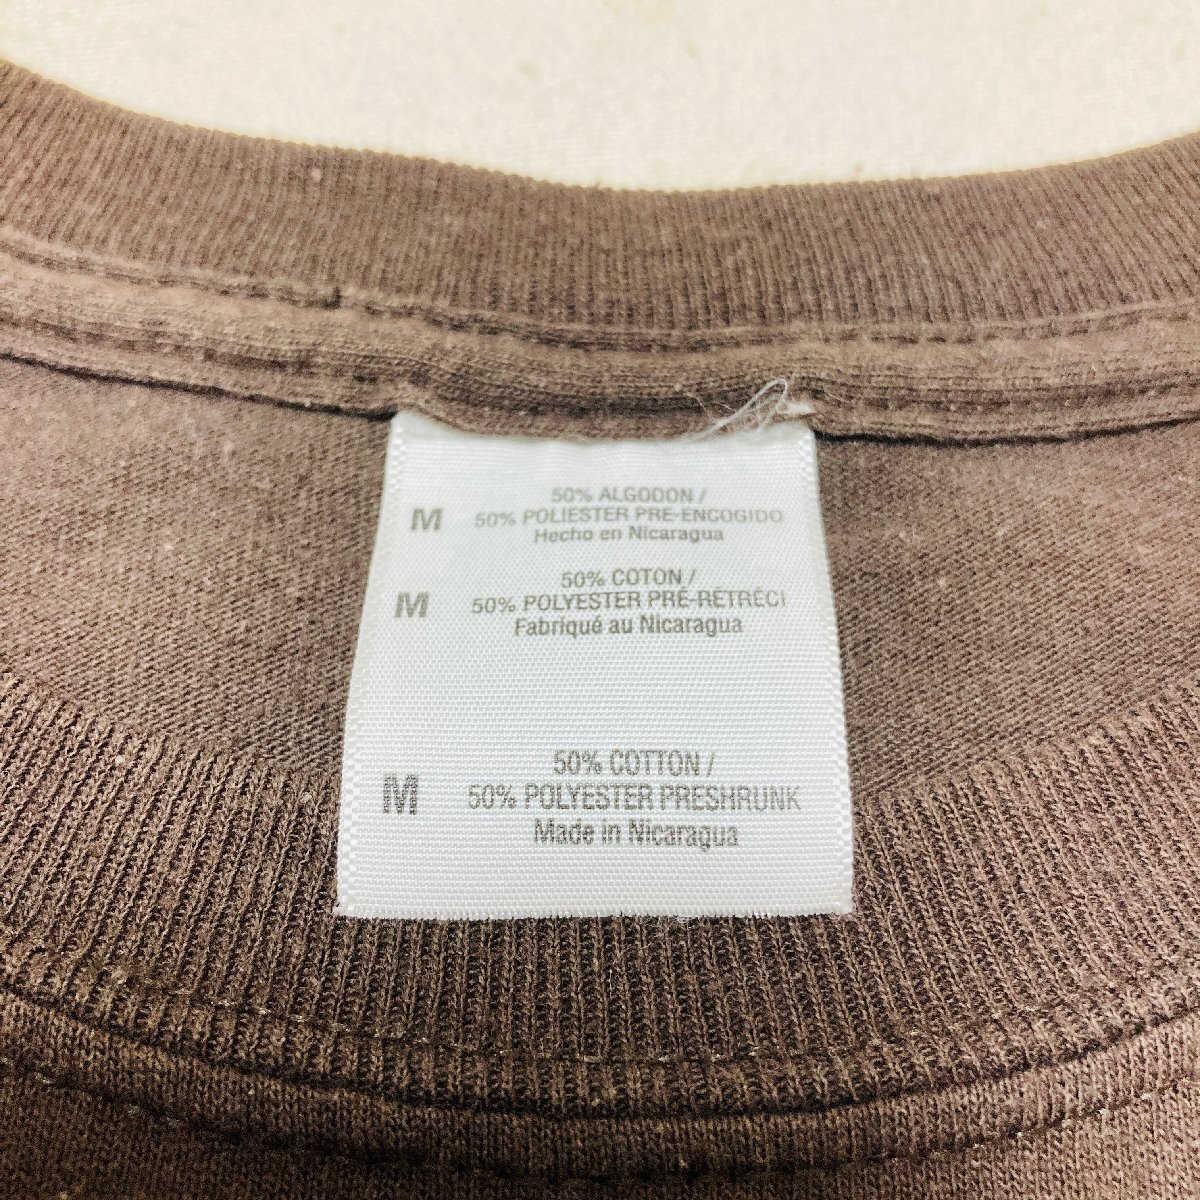 M
50% ALGODON /
50% POLIESTER PRE-ENCOGIDO
Hecho en Nicaragua
M
50% COTON /
50% POLYESTER PRÉ-RÉTRÉCI
Fabriqué au Nicaragua
M
50% COTTON /
50% POLYESTER PRESHRUNK
Made in Nicaragua